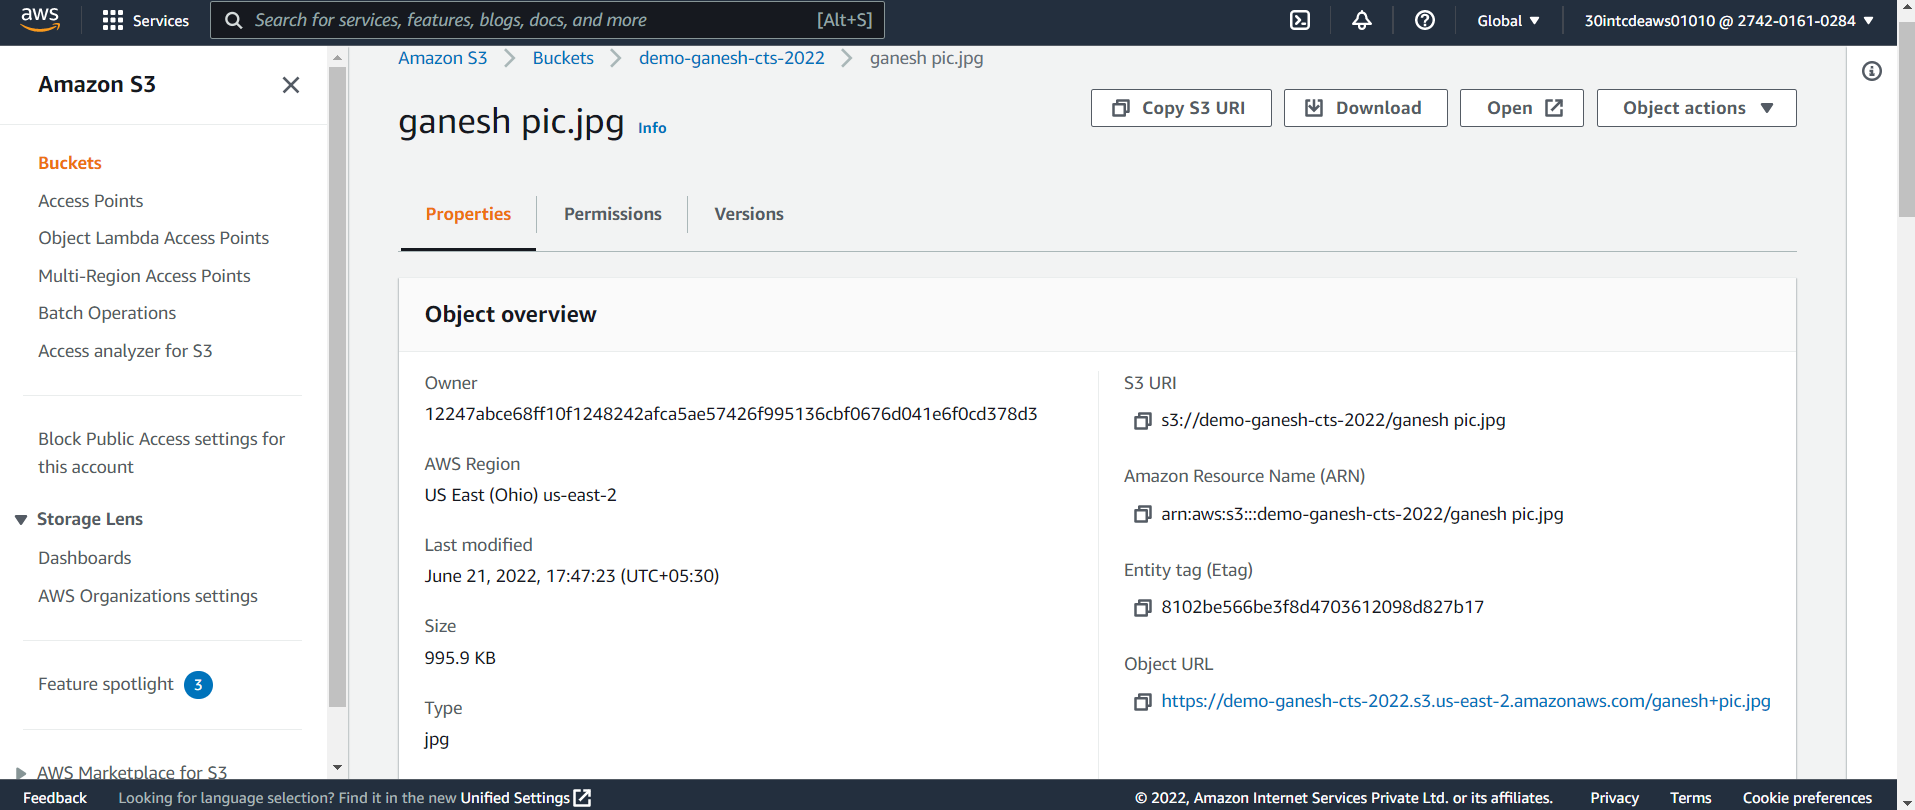 aws
Services
Search for services, features, blogs, docs, and more
[Alt+S]
Global
30intcdeaws01010 @ 2742-0161-0284
Amazon S3
Buckets
Access Points
Object Lambda Access Points
Multi-Region Access Points
Batch Operations
Access analyzer for S3
Block Public Access settings for
this account
Storage Lens
Dashboards
AWS Organizations settings
Feature spotlight 3
AWS Marketplace for S3
Amazon S3
Buckets
demo-ganesh-cts-2022
ganesh pic.jpg
ganesh pic.jpg Info
Copy S3 URI
Download
Open
Object actions
Properties
Permissions
Versions
Object overview
Owner
12247abce68ff10f1248242afca5ae57426f995136cbf0676d041e6f0cd378d3
AWS Region
US East (Ohio) us-east-2
Last modified
June 21, 2022, 17:47:23 (UTC+05:30)
Size
995.9 KB
Type
jpg
S3 URI
s3://demo-ganesh-cts-2022/ganesh pic.jpg
Amazon Resource Name (ARN)
arn:aws:s3:::demo-ganesh-cts-2022/ganesh pic.jpg
Entity tag (Etag)
8102be566be3f8d4703612098d827b17
Object URL
https://demo-ganesh-cts-2022.s3.us-east-2.amazonaws.com/ganesh+pic.jpg
Feedback
Looking for language selection? Find it in the new Unified Settings
© 2022, Amazon Internet Services Private Ltd. or its affiliates.
Privacy
Terms
Cookie preferences